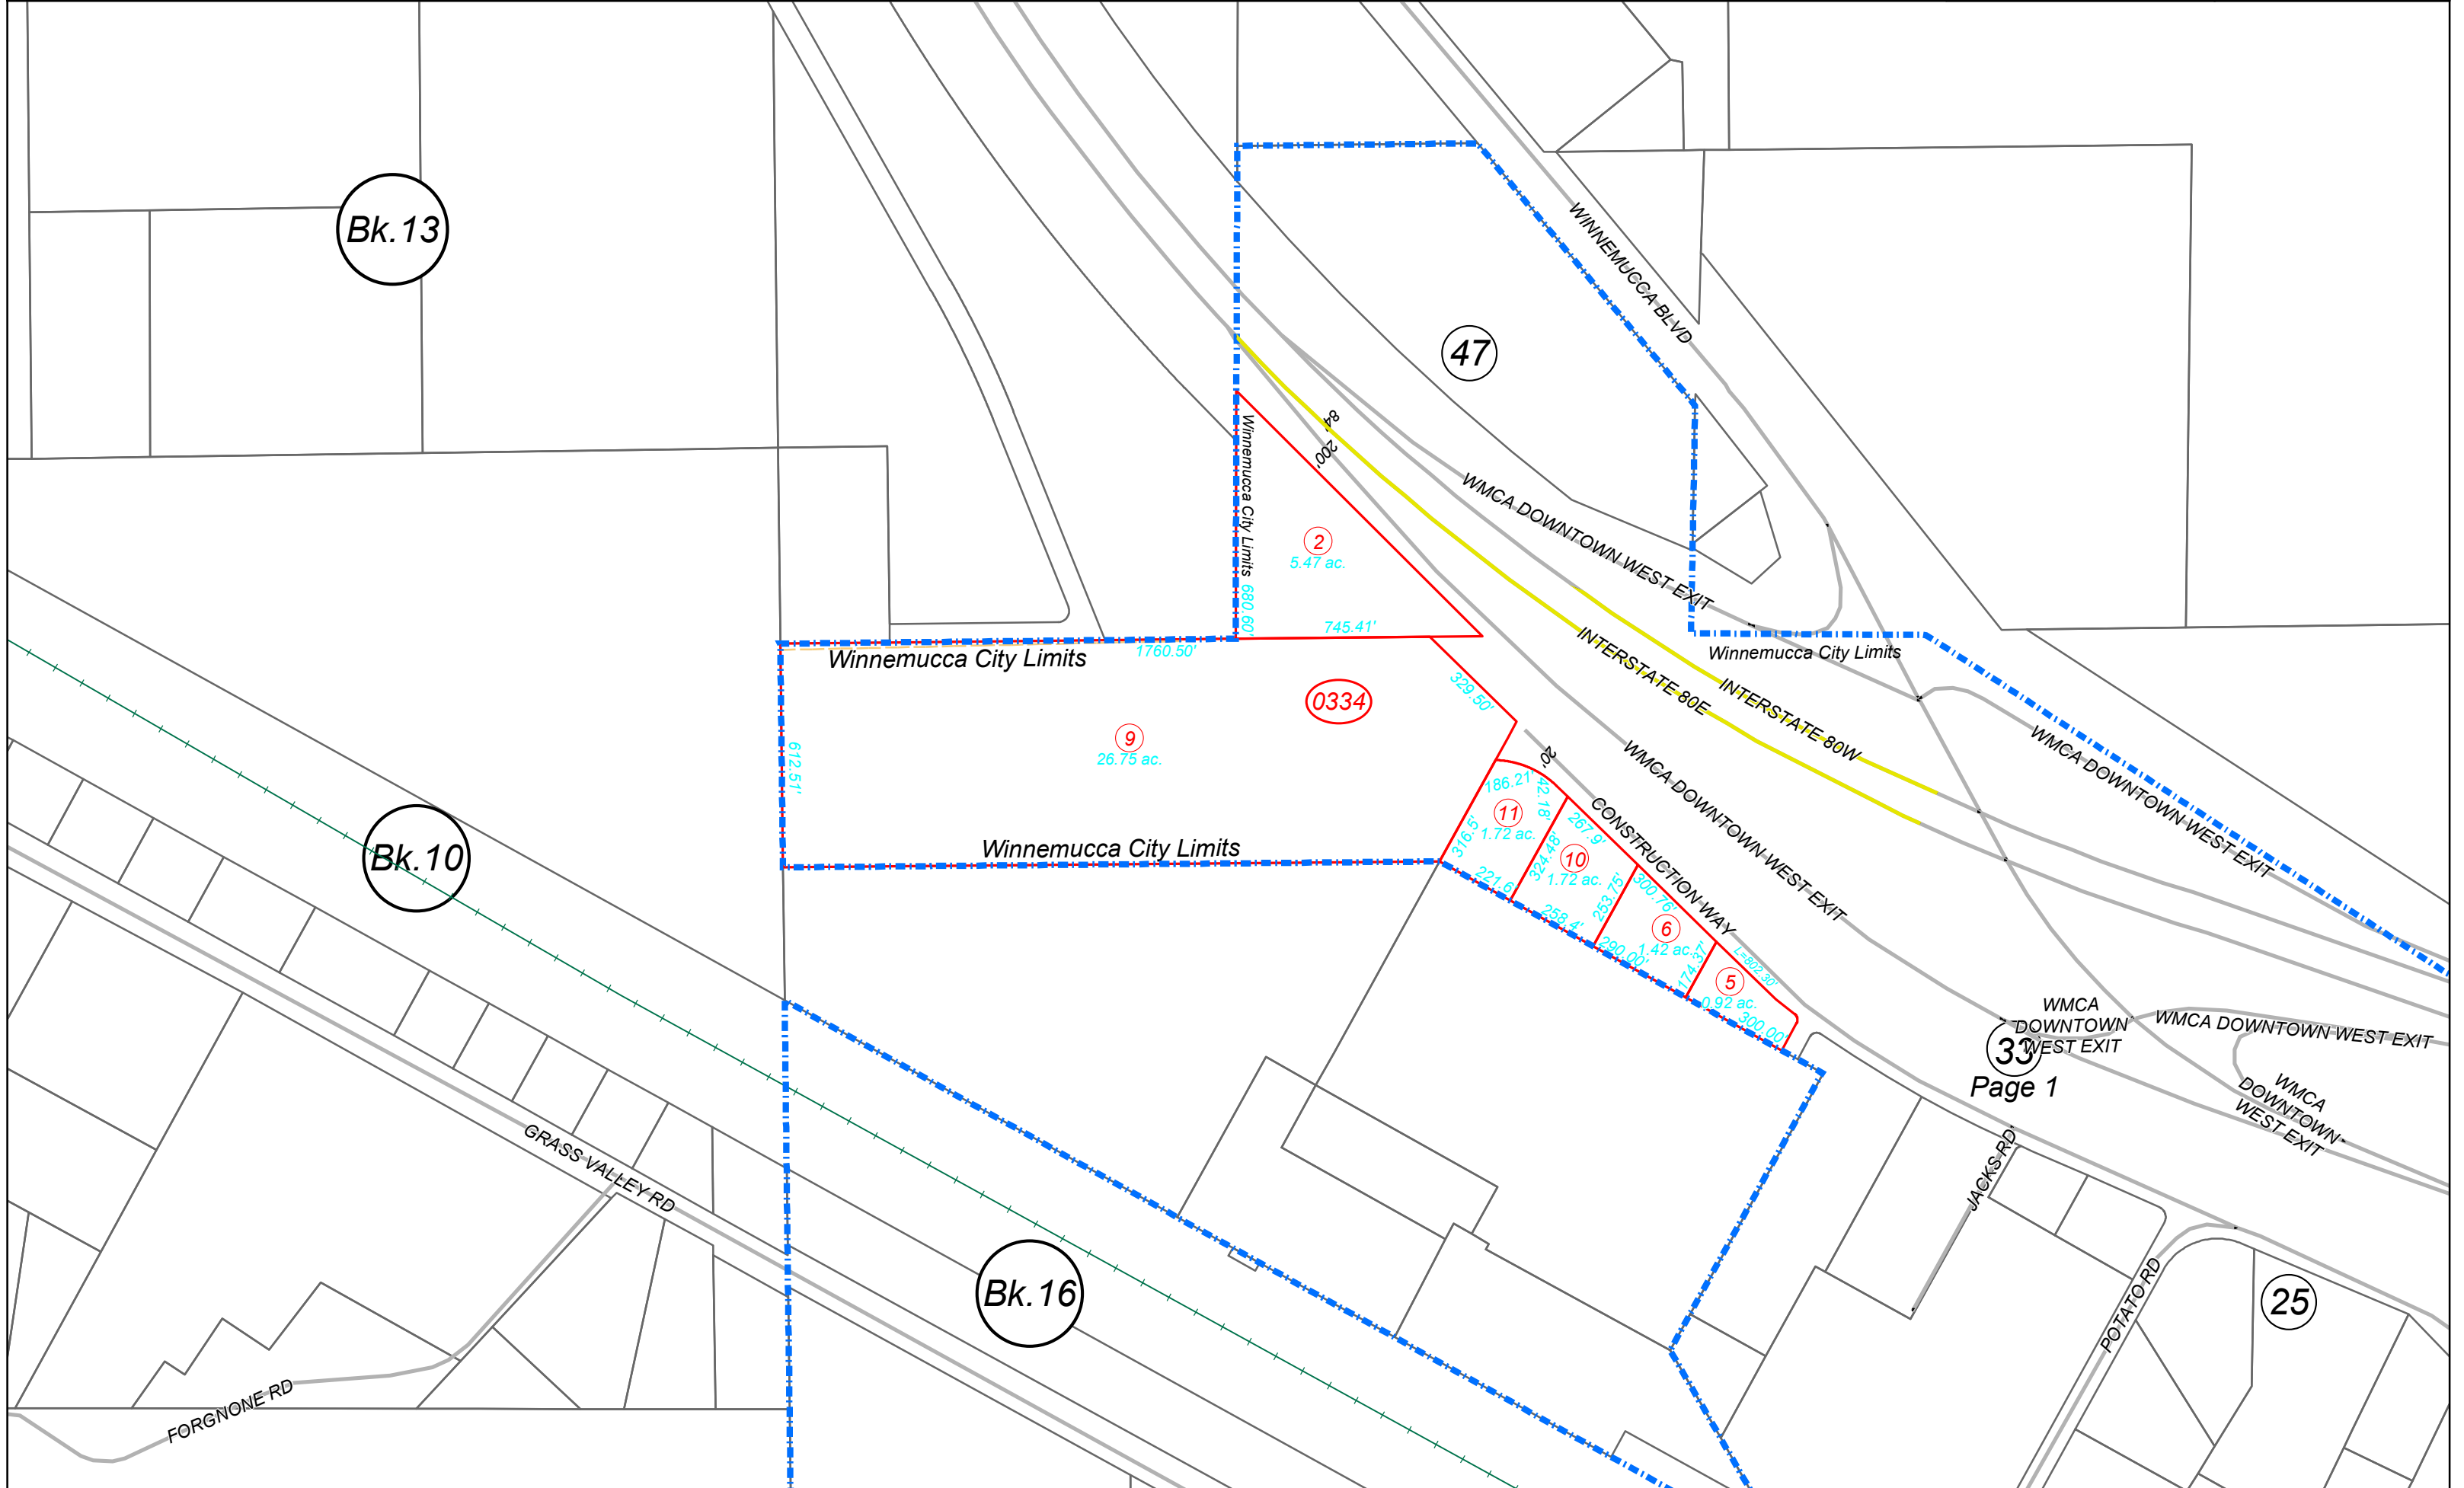 Bk.13
WINNEMUCCA BLVD
47
84'
200'
Winnemucca City Limits
WMCA DOWNTOWN WEST EXIT
2
5.47 ac.
680.60'
745.41'
1760.50'
Winnemucca City Limits
Winnemucca City Limits
INTERSTATE 80E
INTERSTATE 80W
0334
329.50'
9
26.75 ac.
612.51'
20'
WMCA DOWNTOWN WEST EXIT
WMCA DOWNTOWN WEST EXIT
CONSTRUCTION WAY
186.21'
42.18'
11
1.72 ac.
316.5'
221.6'
267.9'
324.48'
10
1.72 ac.
258.4'
253.75'
300.76'
6
1.42 ac.
290.00'
174.37'
L=602.30'
5
0.92 ac.
300.00'
Winnemucca City Limits
Bk.10
WMCA
DOWNTOWN
WEST EXIT
WMCA DOWNTOWN WEST EXIT
33
Page 1
WMCA
DOWNTOWN
WEST EXIT
GRASS VALLEY RD
JACKS RD
Bk.16
POTATO RD
25
FORGNONE RD